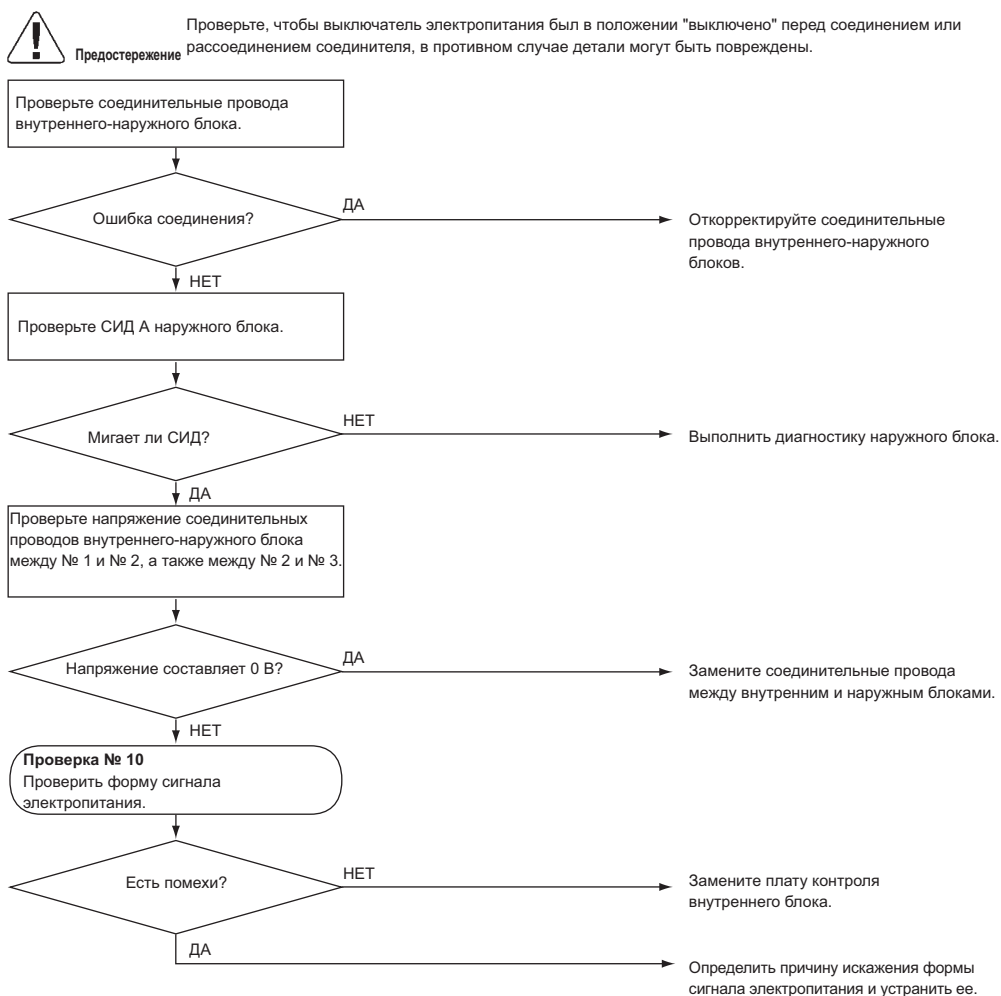 Проверьте, чтобы выключатель электропитания был в положении "выключено" перед соединением или
рассоединением соединителя, в противном случае детали могут быть повреждены.
Предостережение
Проверьте соединительные провода
внутреннего-наружного блока.
Ошибка соединения?
ДА
Откорректируйте соединительные
провода внутреннего-наружного
блоков.
НЕТ
Проверьте СИД А наружного блока.
Мигает ли СИД?
НЕТ
Выполнить диагностику наружного блока.
ДА
Проверьте напряжение соединительных
проводов внутреннего-наружного блока
между № 1 и № 2, а также между № 2 и № 3.
Напряжение составляет 0 В?
ДА
Замените соединительные провода
между внутренним и наружным блоками.
НЕТ
Проверка № 10
Проверить форму сигнала
электропитания.
Есть помехи?
НЕТ
Замените плату контроля
внутреннего блока.
ДА
Определить причину искажения формы
сигнала электропитания и устранить ее.